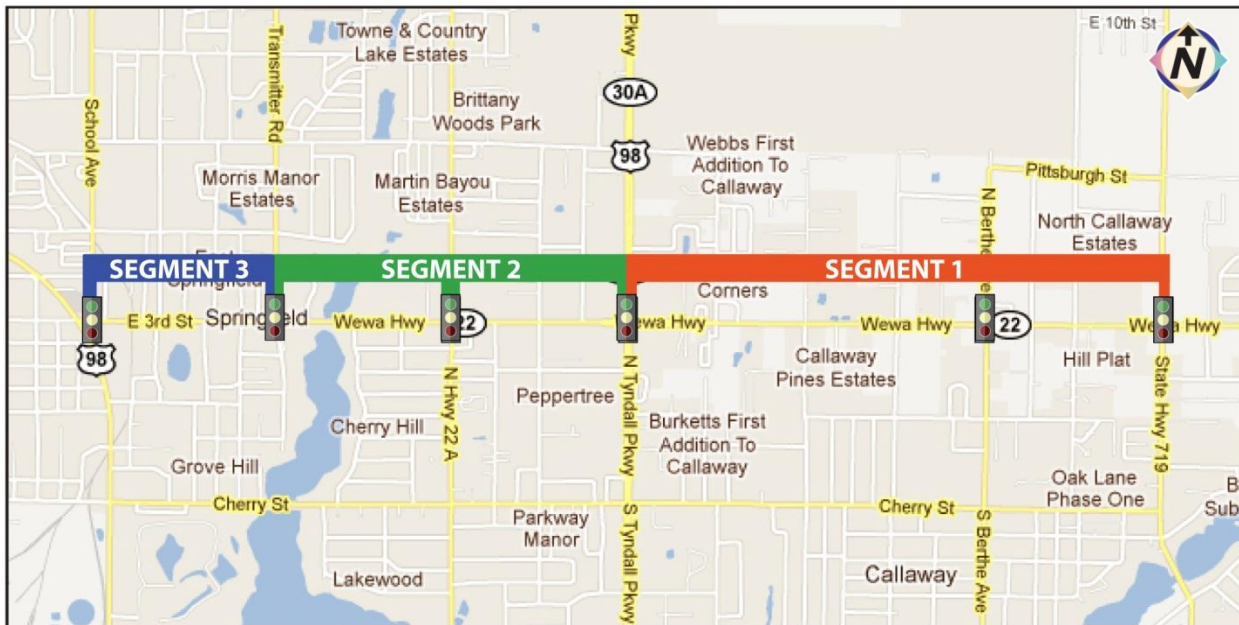 Towne & Country
Lake Estates
Pkwy
E 10th St
N
30A
School Ave
Transmitter Rd
Brittany
Woods Park
98
Webbs First
Addition To
Callaway
Morris Manor
Estates
Martin Bayou
Estates
Pittsburgh St
North Callaway
Estates
SEGMENT 3
SEGMENT 2
SEGMENT 1
Corners
E 3rd St
Springfield
Wewa Hwy
22
Wewa Hwy
Wewa Hwy
22
Wewa Hwy
98
Callaway
Pines Estates
Hill Plat
N Hwy 22 A
Peppertree
N Tyndall Pkwy
State Hwy 719
Cherry Hill
Burketts First
Addition To
Callaway
Grove Hill
Oak Lane
Phase One
Cherry St
Cherry St
Parkway
Manor
S Tyndall Pkwy
S Berthe Ave
Lakewood
Callaway